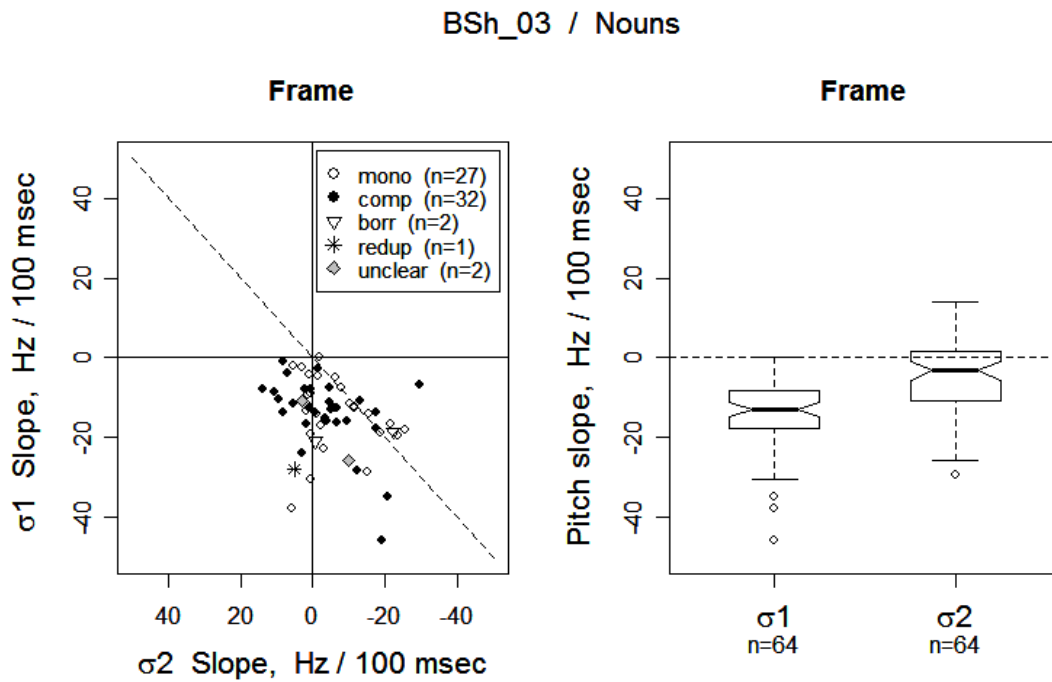 BSh_03 / Nouns
Frame
σ1 Slope, Hz / 100 msec
40
20
0
-20
-40
mono (n=27)
comp (n=32)
borr (n=2)
redup (n=1)
unclear (n=2)
40
20
0
-20
-40
σ2 Slope, Hz / 100 msec
Frame
Pitch slope, Hz / 100 msec
40
20
0
-20
-40
σ1
n=64
σ2
n=64